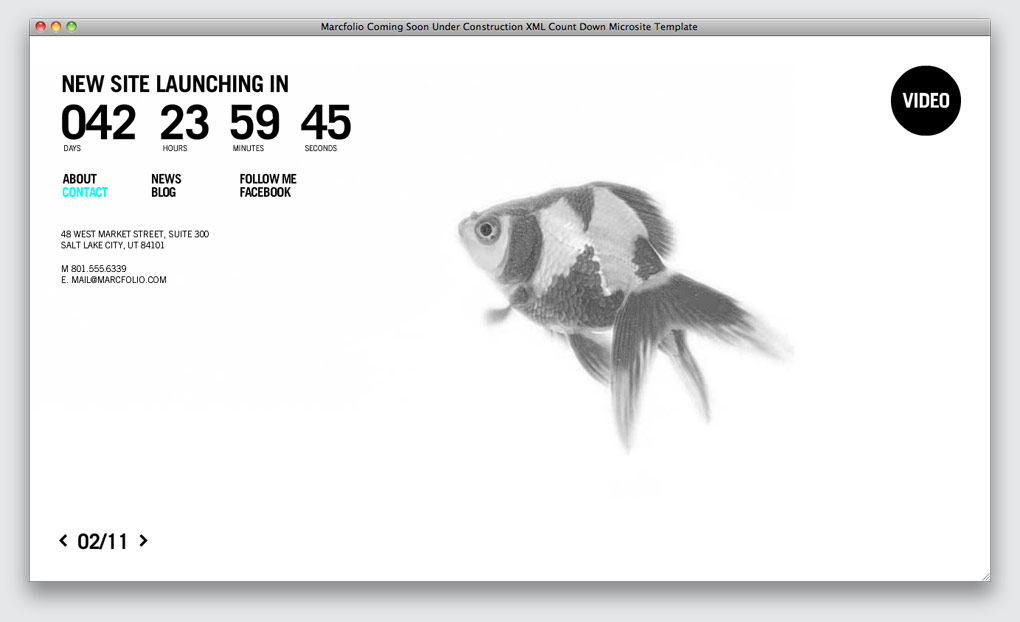 Marcfolio Coming Soon Under Construction XML Count Down Microsite Template
NEW SITE LAUNCHING IN
042 23 59 45
DAYS HOURS MINUTES SECONDS
VIDEO
ABOUT NEWS FOLLOW ME
CONTACT BLOG FACEBOOK
48 WEST MARKET STREET, SUITE 300
SALT LAKE CITY, UT 84101
M 801.555.6339
E. MAIL@MARCFOLIO.COM
< 02/11 >